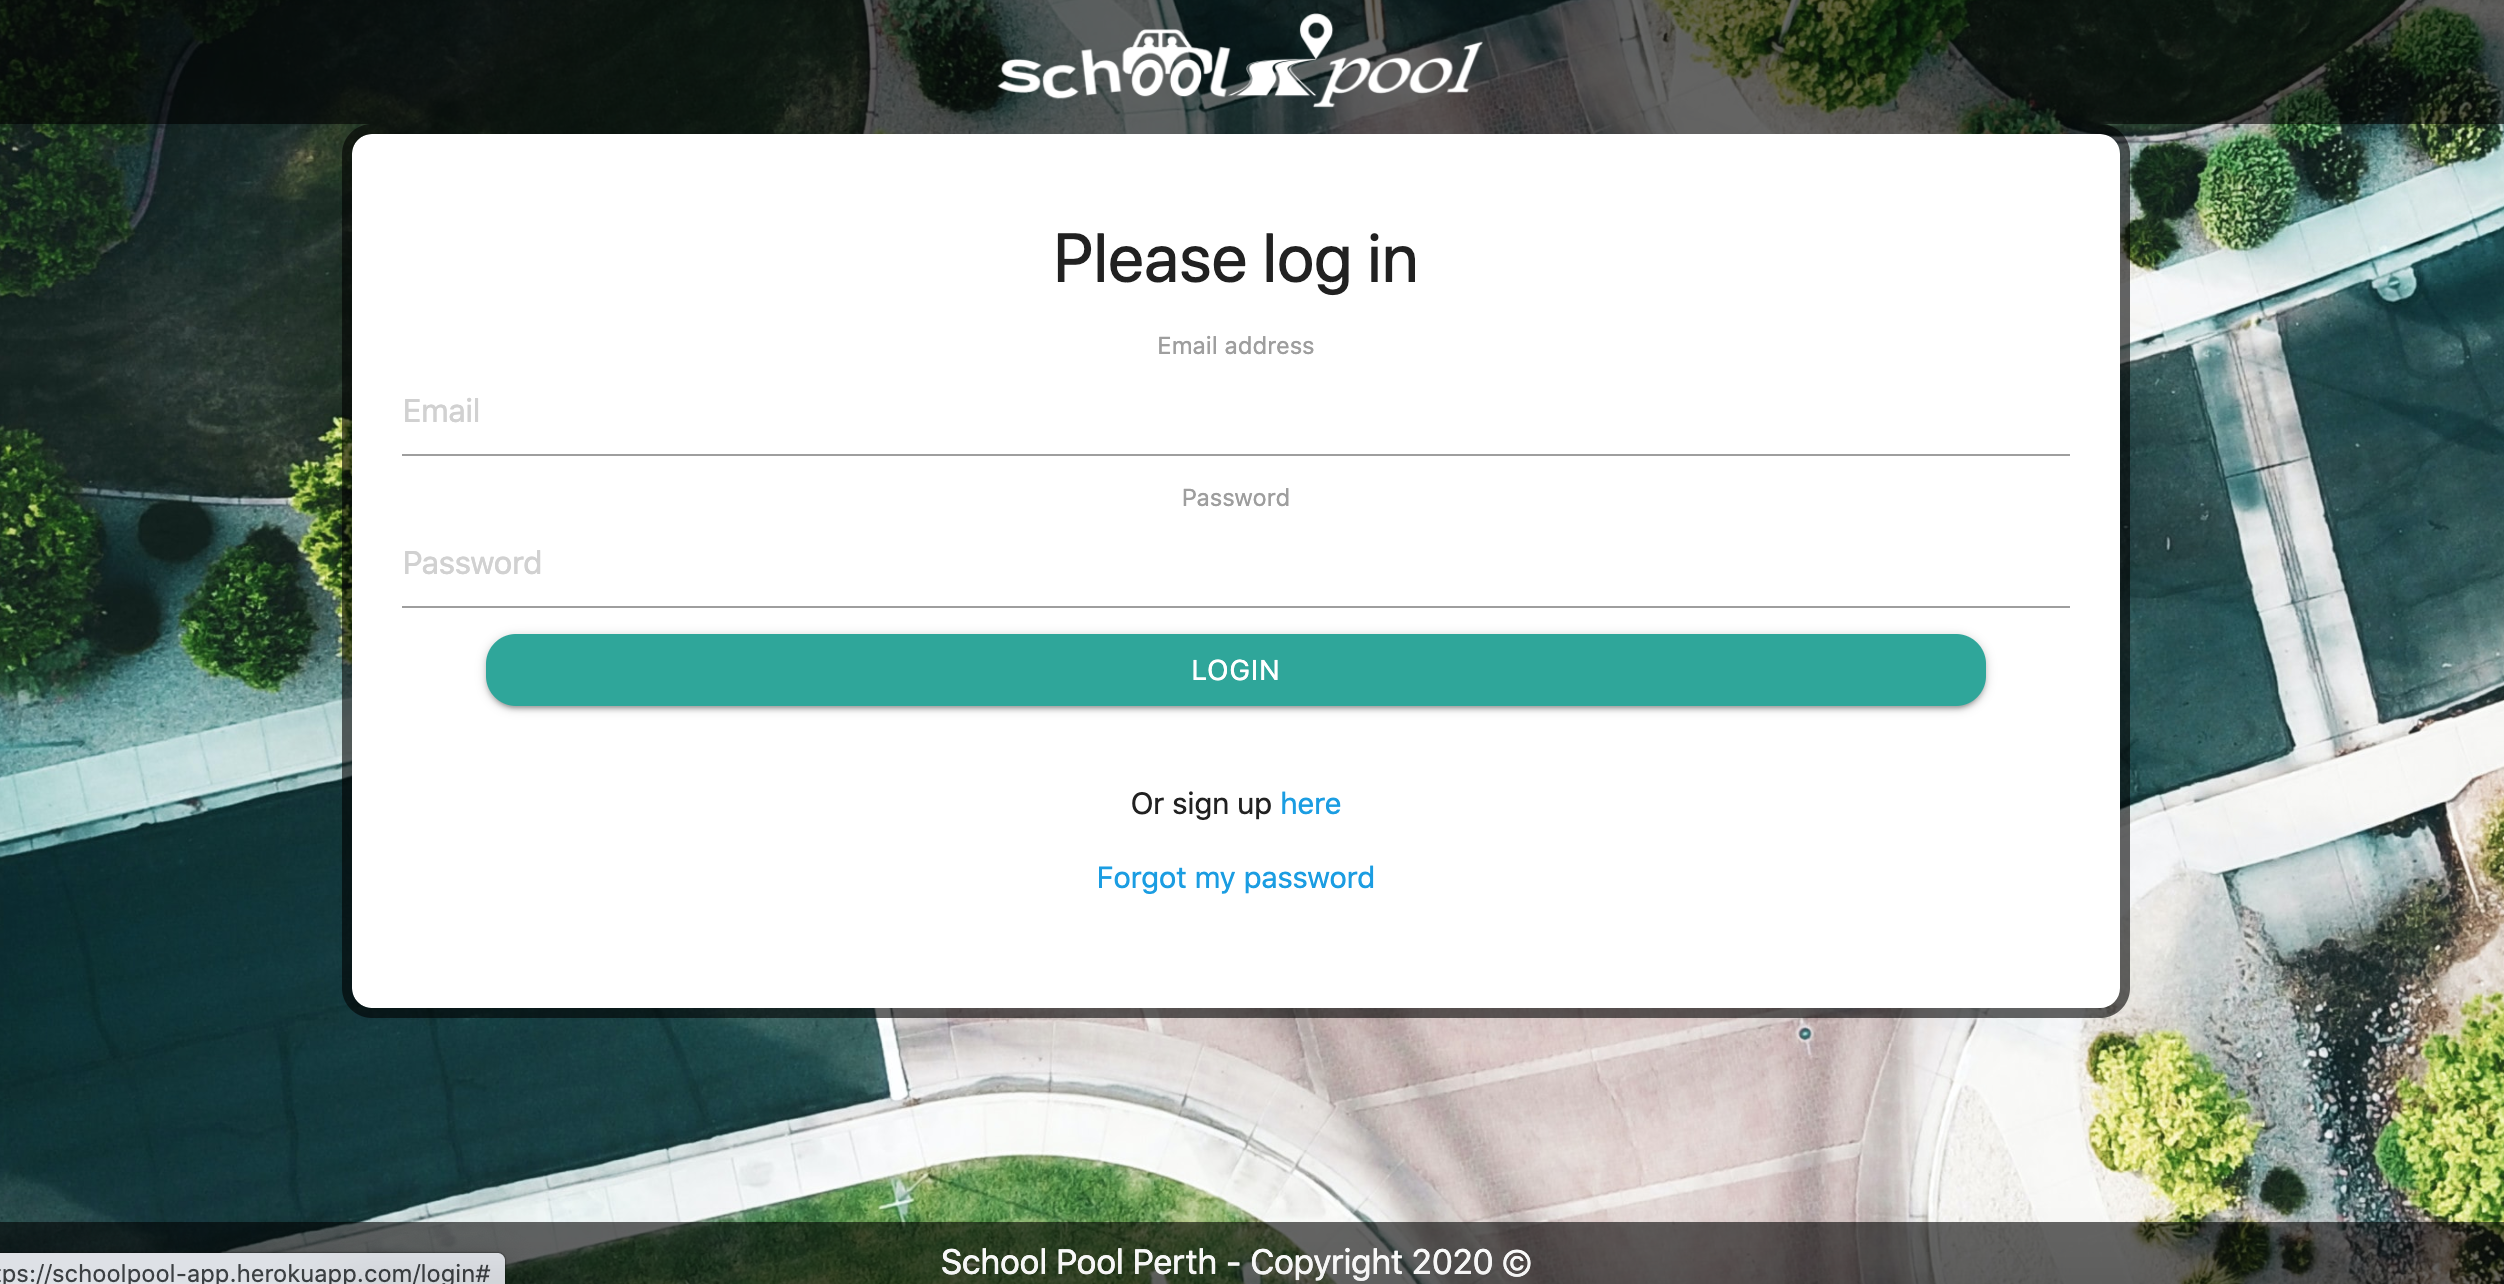 school pool
Please log in
Email address
Email
Password
Password
LOGIN
Or sign up here
Forgot my password
School Pool Perth - Copyright 2020 ©
ps://schoolpool-app.herokuapp.com/login#